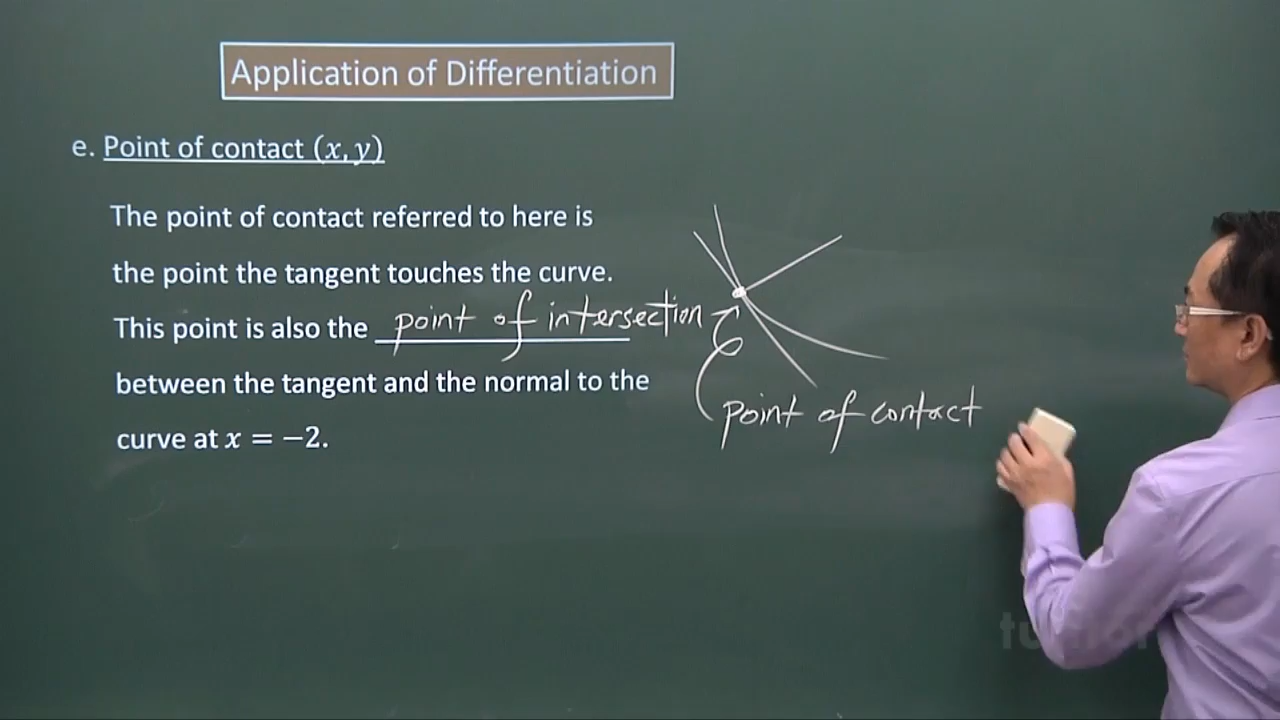 Application of Differentiation
e. Point of contact (x, y)
The point of contact referred to here is
the point the tangent touches the curve.
This point is also the point of intersection
between the tangent and the normal to the
curve at x = −2.
point of contact